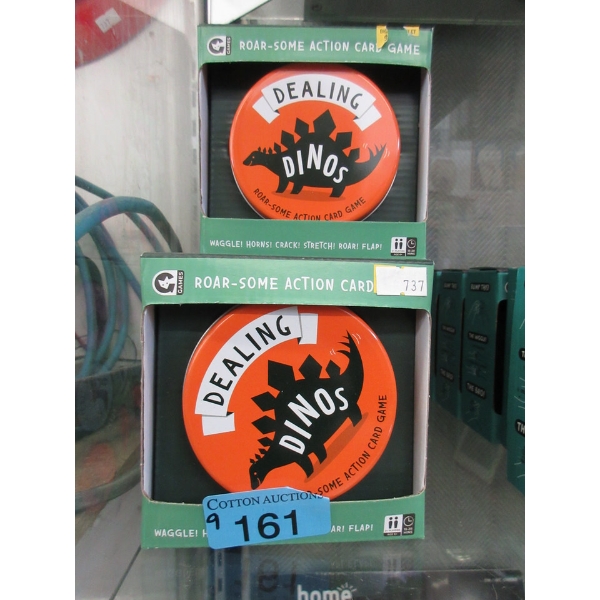 GAMES
ROAR-SOME ACTION CARD GAME
DEALING
DINOS
ROAR-SOME ACTION CARD GAME
WAGGLE! HORNS! CRACK! STRETCH! ROAR! FLAP!
GAMES
ROAR-SOME ACTION CARD
737
DEALING
DINOS
SOME ACTION CARD GAME
COTTON AUCTIONS
9 161
WAGGLE! H
AR! FLAP!
home